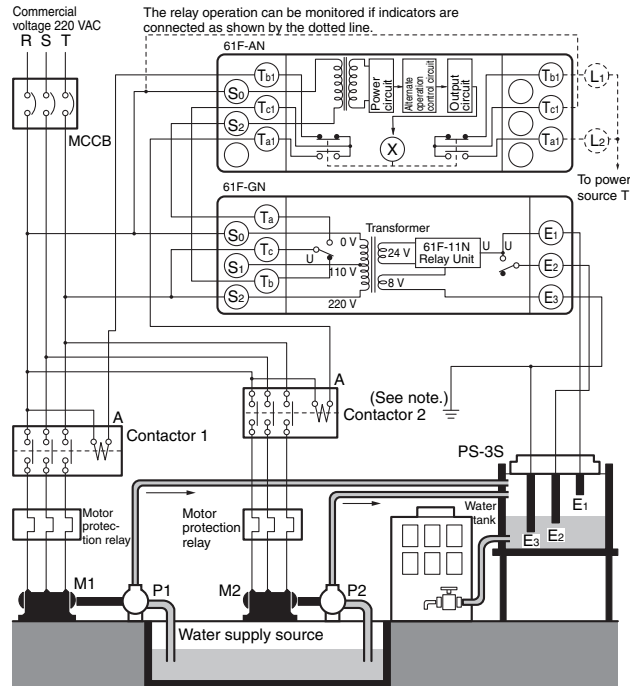 Commercial
voltage 220 VAC
The relay operation can be monitored if indicators are
connected as shown by the dotted line.
R S T
MCCB
61F-AN
Tb1
S0
Tc1
S2
Ta1
Power
circuit
Alternate
operation
control circuit
Output
circuit
X
Tb1
Tc1
Ta1
L1
L2
To power
source T
61F-GN
Ta
S0
Tc
S1
Tb
S2
U
0 V
110 V
220 V
Transformer
24 V
8 V
61F-11N
Relay Unit
U
U
E1
E2
E3
A
Contactor 1
A
Contactor 2
(See note.)
PS-3S
Motor
protec-
tion relay
Motor
protection
relay
Water
tank
E1
E2
E3
M1
P1
M2
P2
Water supply source